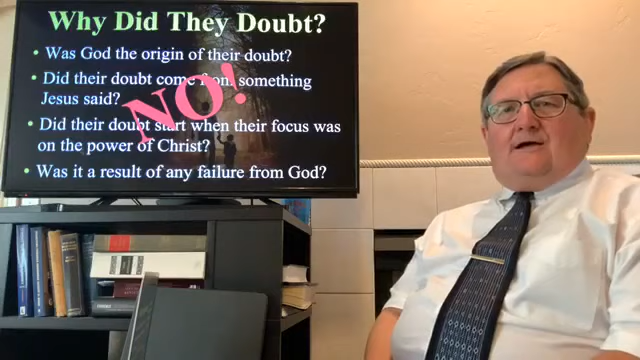 Why Did They Doubt?
• Was God the origin of their doubt?
• Did their doubt come from something
Jesus said?
NO!
• Did their doubt start when their focus was
on the power of Christ?
• Was it a result of any failure from God?